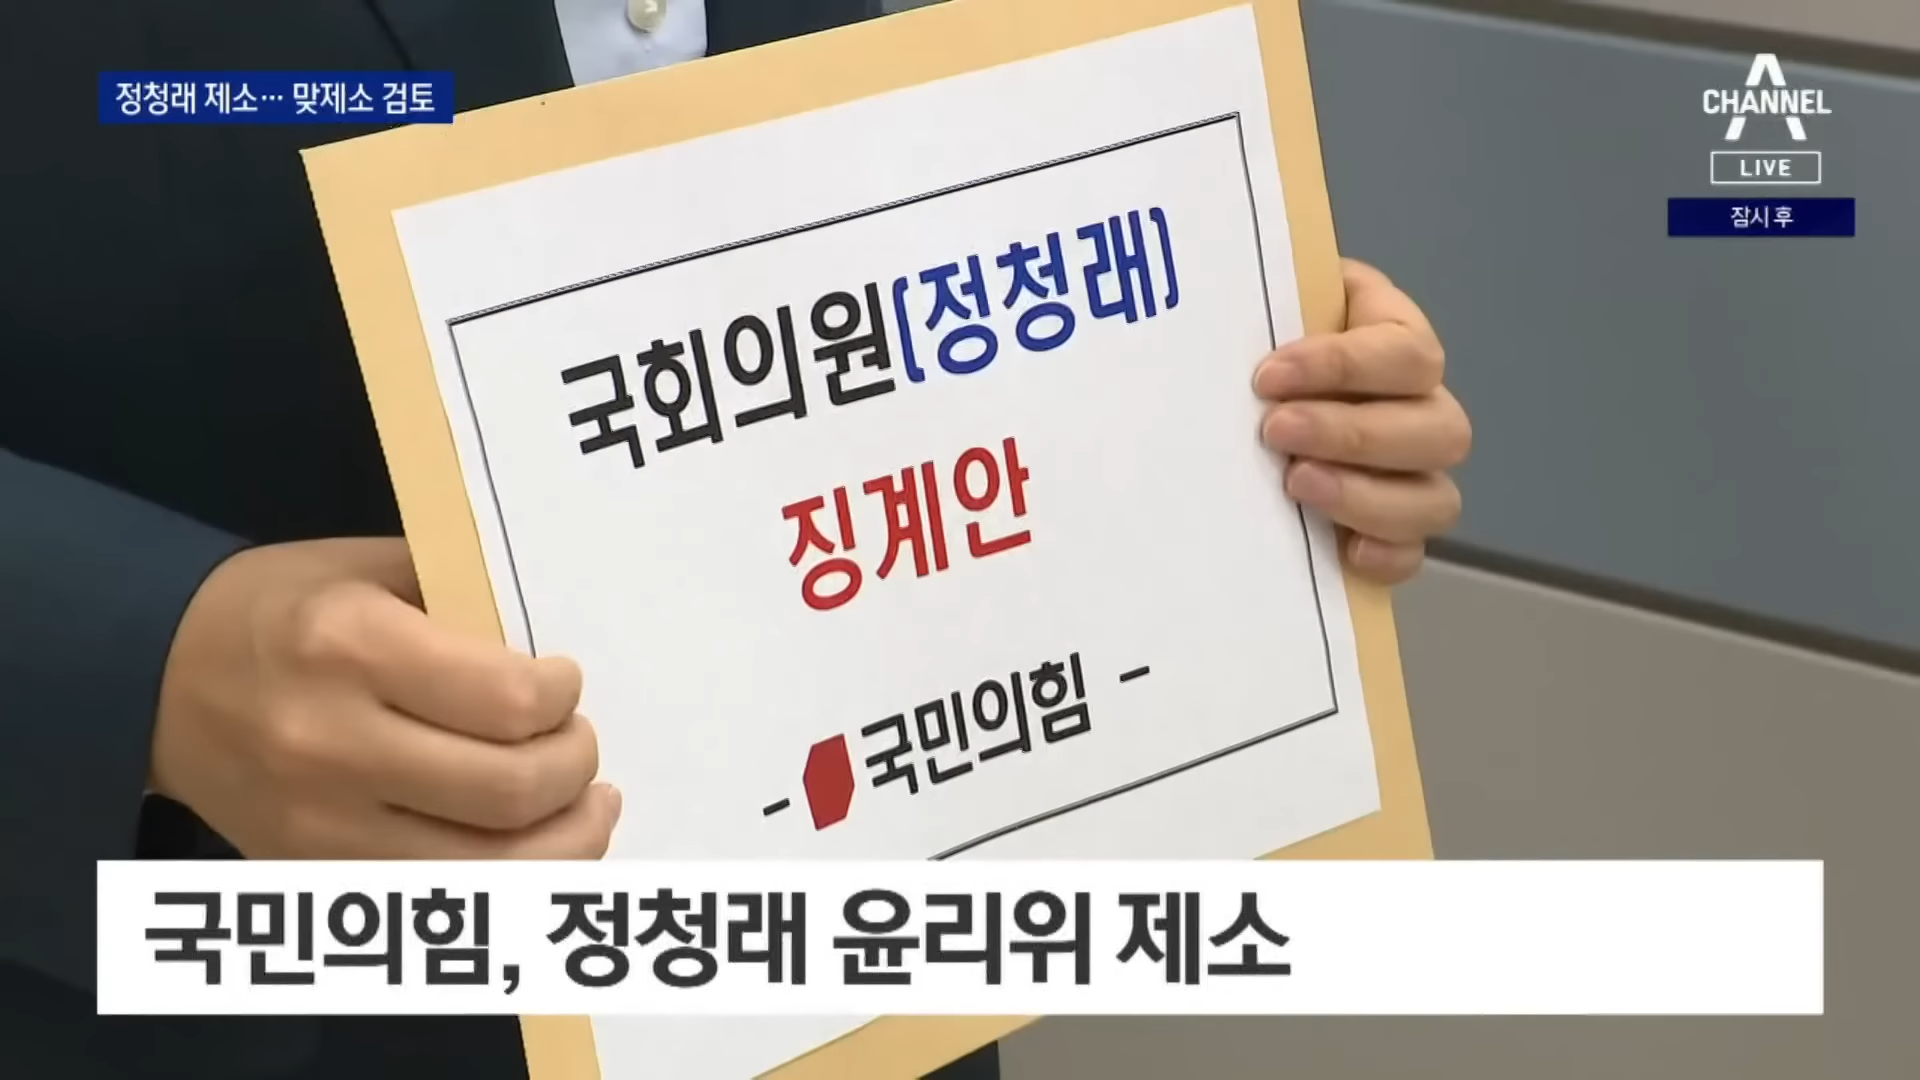 정청래 제소… 맞제소 검토
CHANNEL A
LIVE
잠시 후
국회의원(정청래)
징계안
- 국민의힘 -
국민의힘, 정청래 윤리위 제소